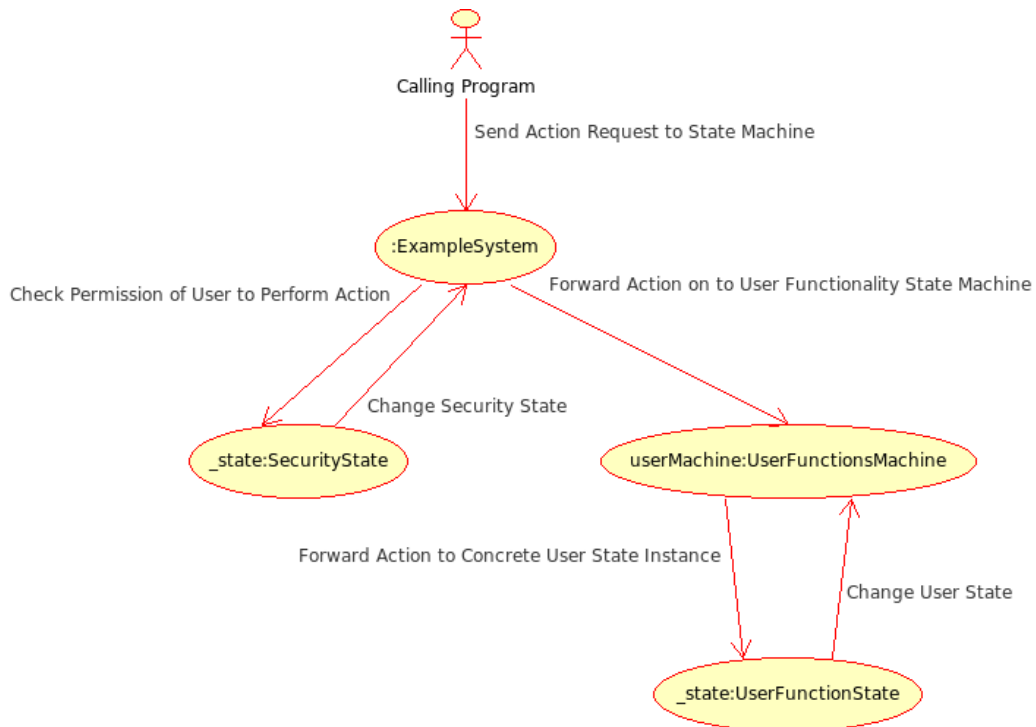 Calling Program
Send Action Request to State Machine
:ExampleSystem
Check Permission of User to Perform Action
Forward Action on to User Functionality State Machine
Change Security State
_state:SecurityState
userMachine:UserFunctionsMachine
Forward Action to Concrete User State Instance
Change User State
_state:UserFunctionState